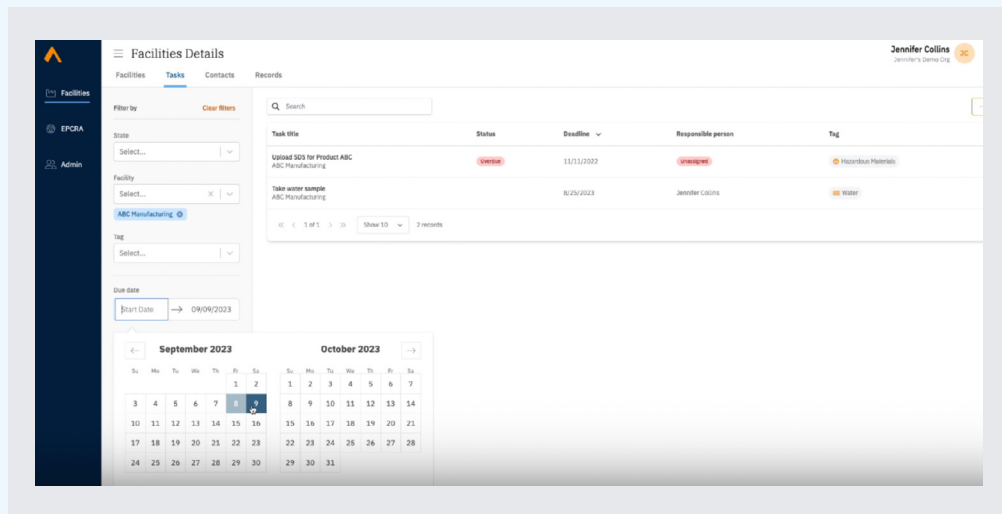 Facilities Details
Jennifer Collins
Jennifer's Demo Org
JC
Facilities Tasks Contacts Records
Facilities
EPCRA
Admin
Filter by Clear filters
State
Select...
Facility
Select...
ABC Manufacturing
Tag
Select...
Due date
Start Date 09/09/2023
Search
Task title Status Deadline Responsible person Tag
Upload SDS for Product ABC
ABC Manufacturing
Overdue 11/11/2022 Unassigned Hazardous Materials
Take water sample
ABC Manufacturing
8/25/2023 Jennifer Collins Water
1 of 1 Show 10 2 records
September 2023
Su Mo Tu We Th Fr Sa
1 2
3 4 5 6 7 8 9
10 11 12 13 14 15 16
17 18 19 20 21 22 23
24 25 26 27 28 29 30
October 2023
Su Mo Tu We Th Fr Sa
1 2 3 4 5 6 7
8 9 10 11 12 13 14
15 16 17 18 19 20 21
22 23 24 25 26 27 28
29 30 31